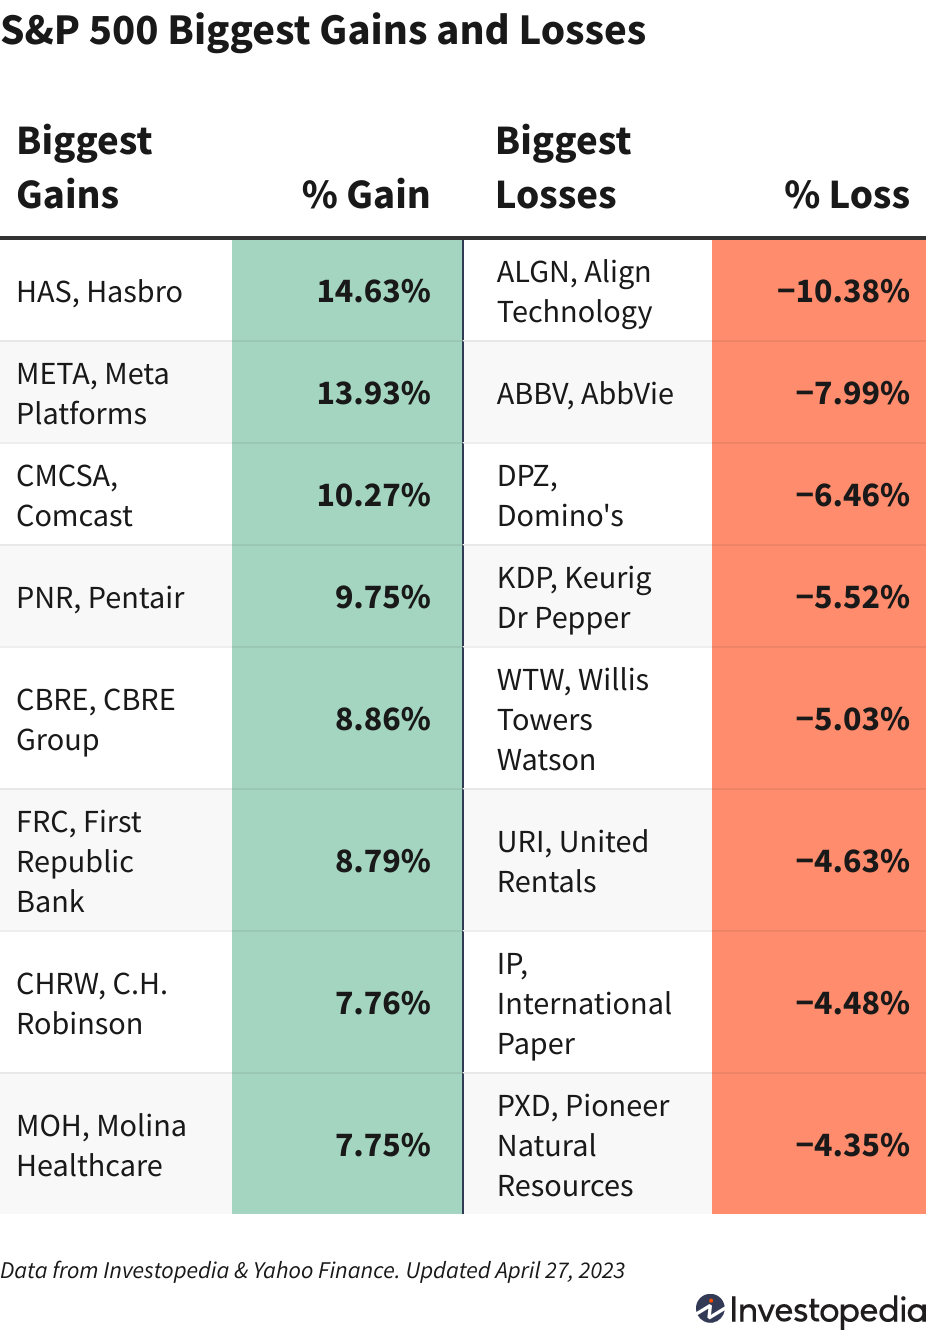 S&P 500 Biggest Gains and Losses
Biggest
Gains
% Gain
Biggest
Losses
% Loss
HAS, Hasbro
14.63%
ALGN, Align
Technology
−10.38%
META, Meta
Platforms
13.93%
ABBV, AbbVie
−7.99%
CMCSA,
Comcast
10.27%
DPZ,
Domino's
−6.46%
PNR, Pentair
9.75%
KDP, Keurig
Dr Pepper
−5.52%
CBRE, CBRE
Group
8.86%
WTW, Willis
Towers
Watson
−5.03%
FRC, First
Republic
Bank
8.79%
URI, United
Rentals
−4.63%
CHRW, C.H.
Robinson
7.76%
IP,
International
Paper
−4.48%
MOH, Molina
Healthcare
7.75%
PXD, Pioneer
Natural
Resources
−4.35%
Data from Investopedia & Yahoo Finance. Updated April 27, 2023
Investopedia